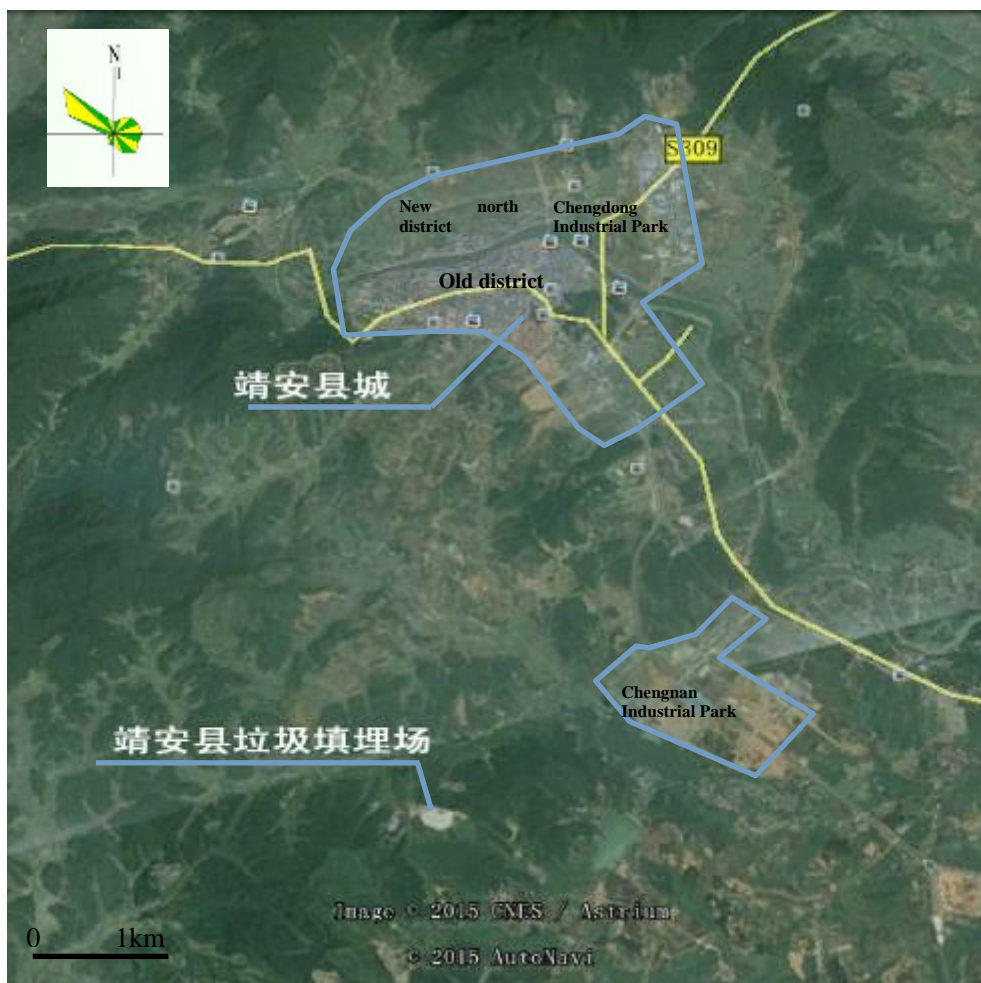 N
S309
New north
district
Chengdong
Industrial Park
Old district
靖安县城
Chengnan
Industrial Park
靖安县垃圾填埋场
Image © 2015 CNES / Astrium
0 1km
© 2015 AutoNavi